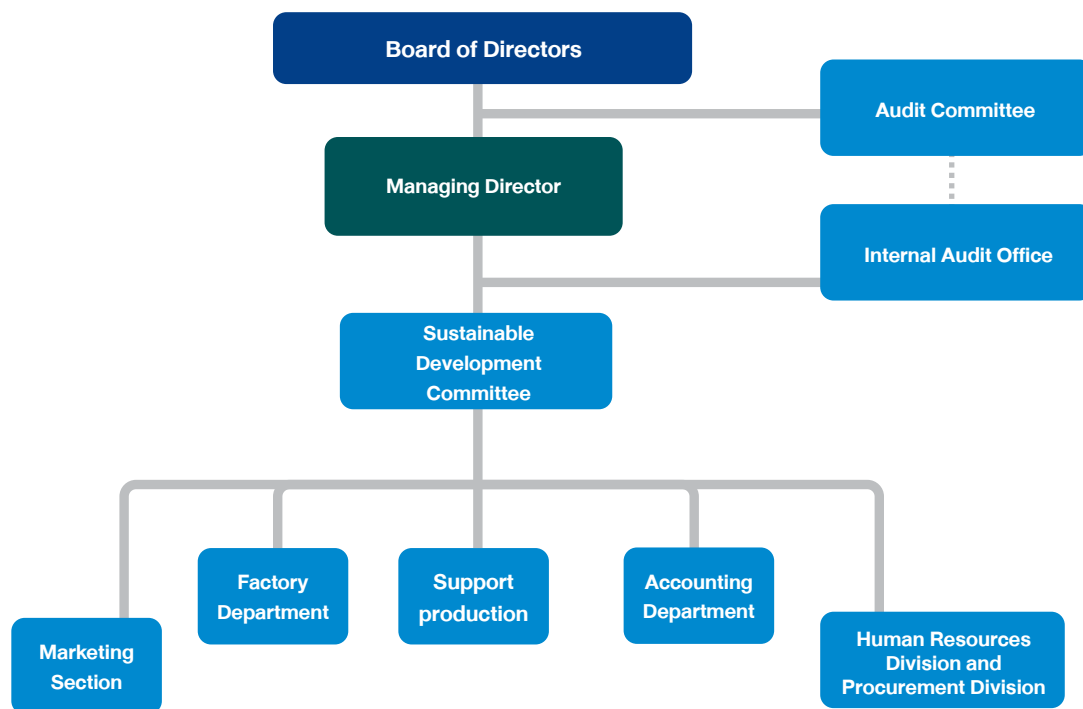 Board of Directors
Audit Committee
Managing Director
Internal Audit Office
Sustainable
Development
Committee
Factory
Department
Support
production
Accounting
Department
Marketing
Section
Human Resources
Division and
Procurement Division